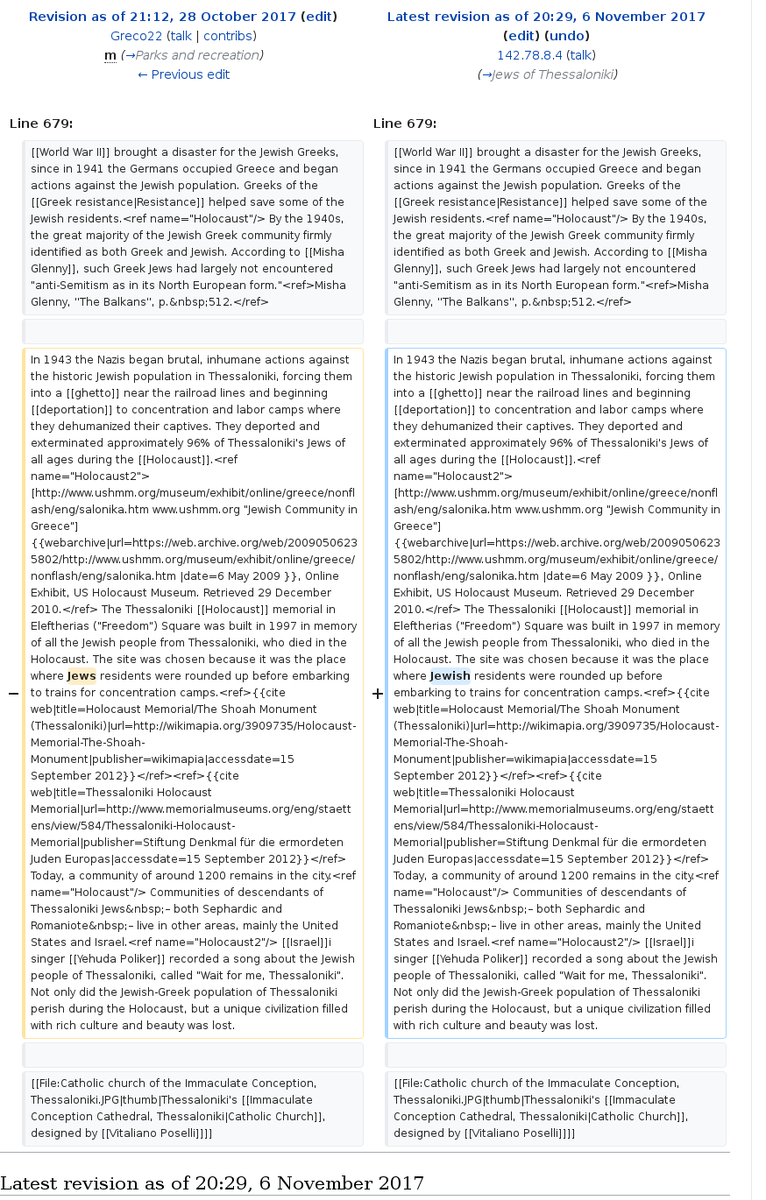 Revision as of 21:12, 28 October 2017 (edit)
Greco22 (talk | contribs)
m (→Parks and recreation)
← Previous edit
Latest revision as of 20:29, 6 November 2017
(edit) (undo)
142.78.8.4 (talk)
(→Jews of Thessaloniki)
Line 679:
Line 679:
[[World War II]] brought a disaster for the Jewish Greeks,
since in 1941 the Germans occupied Greece and began
actions against the Jewish population. Greeks of the
[[Greek resistance|Resistance]] helped save some of the
Jewish residents.<ref name="Holocaust"/> By the 1940s,
the great majority of the Jewish Greek community firmly
identified as both Greek and Jewish. According to [[Misha
Glenny]], such Greek Jews had largely not encountered
"anti-Semitism as in its North European form."<ref>Misha
Glenny, ''The Balkans'', p.&nbsp;512.</ref>
[[World War II]] brought a disaster for the Jewish Greeks,
since in 1941 the Germans occupied Greece and began
actions against the Jewish population. Greeks of the
[[Greek resistance|Resistance]] helped save some of the
Jewish residents.<ref name="Holocaust"/> By the 1940s,
the great majority of the Jewish Greek community firmly
identified as both Greek and Jewish. According to [[Misha
Glenny]], such Greek Jews had largely not encountered
"anti-Semitism as in its North European form."<ref>Misha
Glenny, ''The Balkans'', p.&nbsp;512.</ref>
−
In 1943 the Nazis began brutal, inhumane actions against
the historic Jewish population in Thessaloniki, forcing them
into a [[ghetto]] near the railroad lines and beginning
[[deportation]] to concentration and labor camps where
they dehumanized their captives. They deported and
exterminated approximately 96% of Thessaloniki's Jews of
all ages during the [[Holocaust]].<ref
name="Holocaust2">
[http://www.ushmm.org/museum/exhibit/online/greece/nonfl
ash/eng/salonika.htm www.ushmm.org "Jewish Community in
Greece"]
{{webarchive|url=https://web.archive.org/web/2009050623
5802/http://www.ushmm.org/museum/exhibit/online/greece/
nonflash/eng/salonika.htm |date=6 May 2009 }}, Online
Exhibit, US Holocaust Museum. Retrieved 29 December
2010.</ref> The Thessaloniki [[Holocaust]] memorial in
Eleftherias ("Freedom") Square was built in 1997 in memory
of all the Jewish people from Thessaloniki, who died in the
Holocaust. The site was chosen because it was the place
where Jews residents were rounded up before embarking
to trains for concentration camps.<ref>{{cite
web|title=Holocaust Memorial/The Shoah Monument
(Thessaloniki)|url=http://wikimapia.org/3909735/Holocaust-
Memorial-The-Shoah-
Monument|publisher=wikimapia|accessdate=15
September 2012}}</ref><ref>{{cite
web|title=Thessaloniki Holocaust
Memorial|url=http://www.memorialmuseums.org/eng/staett
ens/view/584/Thessaloniki-Holocaust-
Memorial|publisher=Stiftung Denkmal für die ermordeten
Juden Europas|accessdate=15 September 2012}}</ref>
Today, a community of around 1200 remains in the city.<ref
name="Holocaust"/> Communities of descendants of
Thessaloniki Jews&nbsp;– both Sephardic and
Romaniote&nbsp;– live in other areas, mainly the United
States and Israel.<ref name="Holocaust2"/> [[Israel]]i
singer [[Yehuda Poliker]] recorded a song about the Jewish
people of Thessaloniki, called "Wait for me, Thessaloniki".
Not only did the Jewish-Greek population of Thessaloniki
perish during the Holocaust, but a unique civilization filled
with rich culture and beauty was lost.
+
In 1943 the Nazis began brutal, inhumane actions against
the historic Jewish population in Thessaloniki, forcing them
into a [[ghetto]] near the railroad lines and beginning
[[deportation]] to concentration and labor camps where
they dehumanized their captives. They deported and
exterminated approximately 96% of Thessaloniki's Jews of
all ages during the [[Holocaust]].<ref
name="Holocaust2">
[http://www.ushmm.org/museum/exhibit/online/greece/nonfl
ash/eng/salonika.htm www.ushmm.org "Jewish Community in
Greece"]
{{webarchive|url=https://web.archive.org/web/2009050623
5802/http://www.ushmm.org/museum/exhibit/online/greece/
nonflash/eng/salonika.htm |date=6 May 2009 }}, Online
Exhibit, US Holocaust Museum. Retrieved 29 December
2010.</ref> The Thessaloniki [[Holocaust]] memorial in
Eleftherias ("Freedom") Square was built in 1997 in memory
of all the Jewish people from Thessaloniki, who died in the
Holocaust. The site was chosen because it was the place
where Jewish residents were rounded up before
embarking to trains for concentration camps.<ref>{{cite
web|title=Holocaust Memorial/The Shoah Monument
(Thessaloniki)|url=http://wikimapia.org/3909735/Holocaust-
Memorial-The-Shoah-
Monument|publisher=wikimapia|accessdate=15
September 2012}}</ref><ref>{{cite
web|title=Thessaloniki Holocaust
Memorial|url=http://www.memorialmuseums.org/eng/staett
ens/view/584/Thessaloniki-Holocaust-
Memorial|publisher=Stiftung Denkmal für die ermordeten
Juden Europas|accessdate=15 September 2012}}</ref>
Today, a community of around 1200 remains in the city.<ref
name="Holocaust"/> Communities of descendants of
Thessaloniki Jews&nbsp;– both Sephardic and
Romaniote&nbsp;– live in other areas, mainly the United
States and Israel.<ref name="Holocaust2"/> [[Israel]]i
singer [[Yehuda Poliker]] recorded a song about the Jewish
people of Thessaloniki, called "Wait for me, Thessaloniki".
Not only did the Jewish-Greek population of Thessaloniki
perish during the Holocaust, but a unique civilization filled
with rich culture and beauty was lost.
[[File:Catholic church of the Immaculate Conception,
Thessaloniki.JPG|thumb|Thessaloniki's [[Immaculate
Conception Cathedral, Thessaloniki|Catholic Church]],
designed by [[Vitaliano Poselli]]]]
[[File:Catholic church of the Immaculate Conception,
Thessaloniki.JPG|thumb|Thessaloniki's [[Immaculate
Conception Cathedral, Thessaloniki|Catholic Church]],
designed by [[Vitaliano Poselli]]]]
Latest revision as of 20:29, 6 November 2017